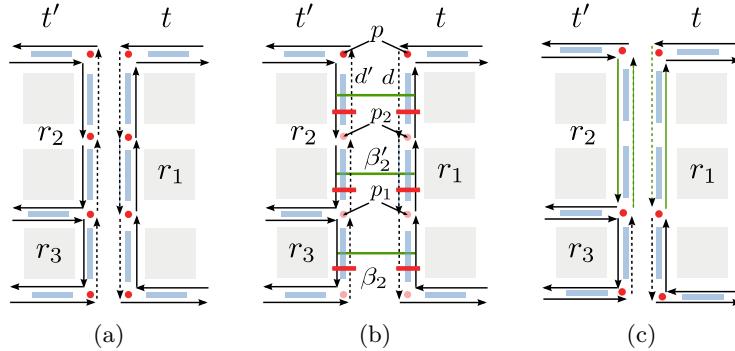 t′ t t′ p t t′ t
d′ d
r₂ r₂ p₂ r₂
r₁ β′₂ r₁ r₁
p₁
r₃ r₃ r₃
β₂
(a) (b) (c)